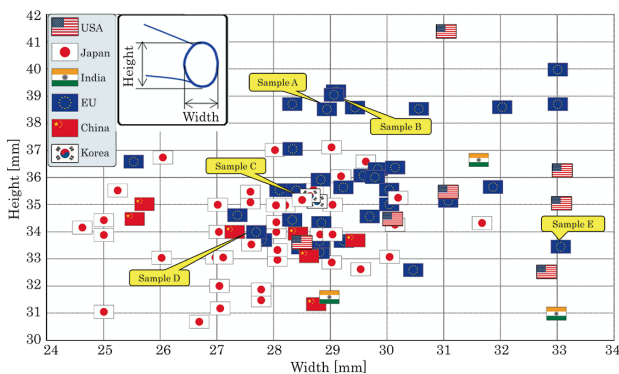 42
41
40
39
38
37
36
35
34
33
32
31
30
Height [mm]
USA
Japan
India
EU
China
Korea
Height
Width
Sample A
Sample B
Sample C
Sample D
Sample E
24 25 26 27 28 29 30 31 32 33 34
Width [mm]